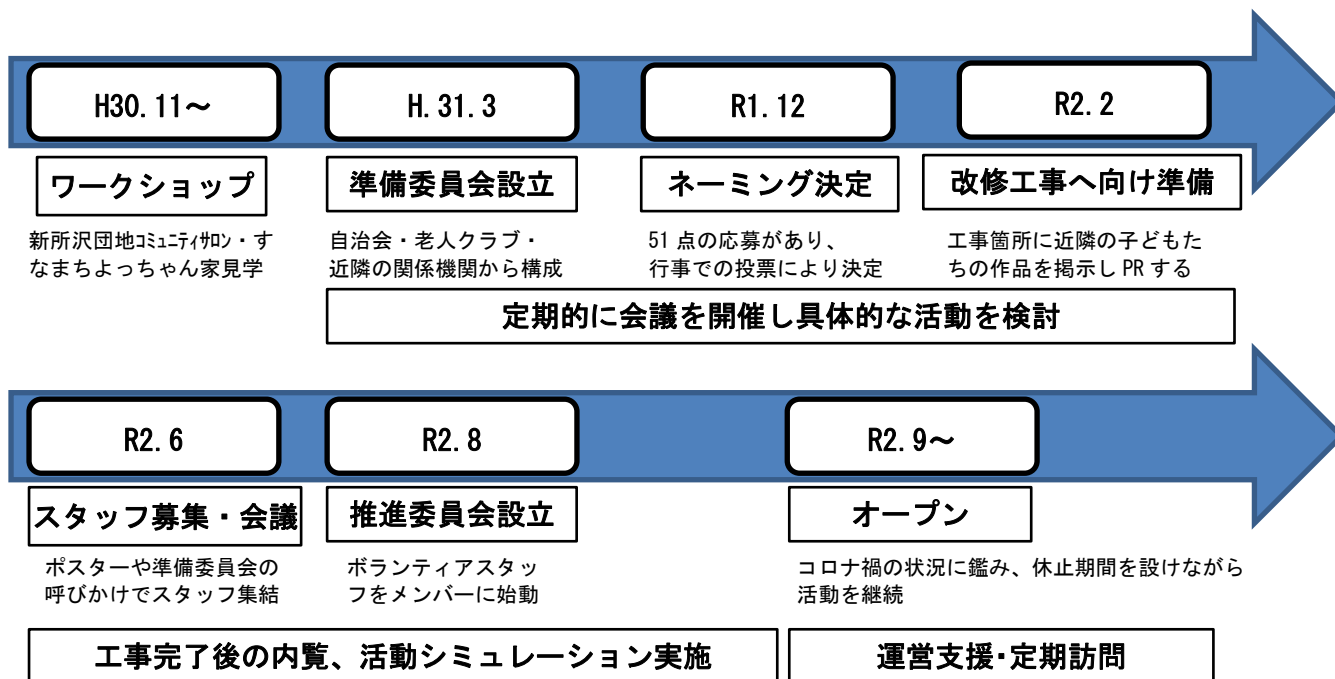 H30.11～
H.31.3
R1.12
R2.2
ワークショップ
準備委員会設立
ネーミング決定
改修工事へ向け準備
新所沢団地ｺﾐｭﾆﾃｨｻﾛﾝ・す
なまちよっちゃん家見学
自治会・老人クラブ・
近隣の関係機関から構成
51 点の応募があり、
行事での投票により決定
工事箇所に近隣の子どもた
ちの作品を掲示し PR する
定期的に会議を開催し具体的な活動を検討
R2.6
R2.8
R2.9～
スタッフ募集・会議
推進委員会設立
オープン
ポスターや準備委員会の
呼びかけでスタッフ集結
ボランティアスタッ
フをメンバーに始動
コロナ禍の状況に鑑み、休止期間を設けながら
活動を継続
工事完了後の内覧、活動シミュレーション実施
運営支援・定期訪問